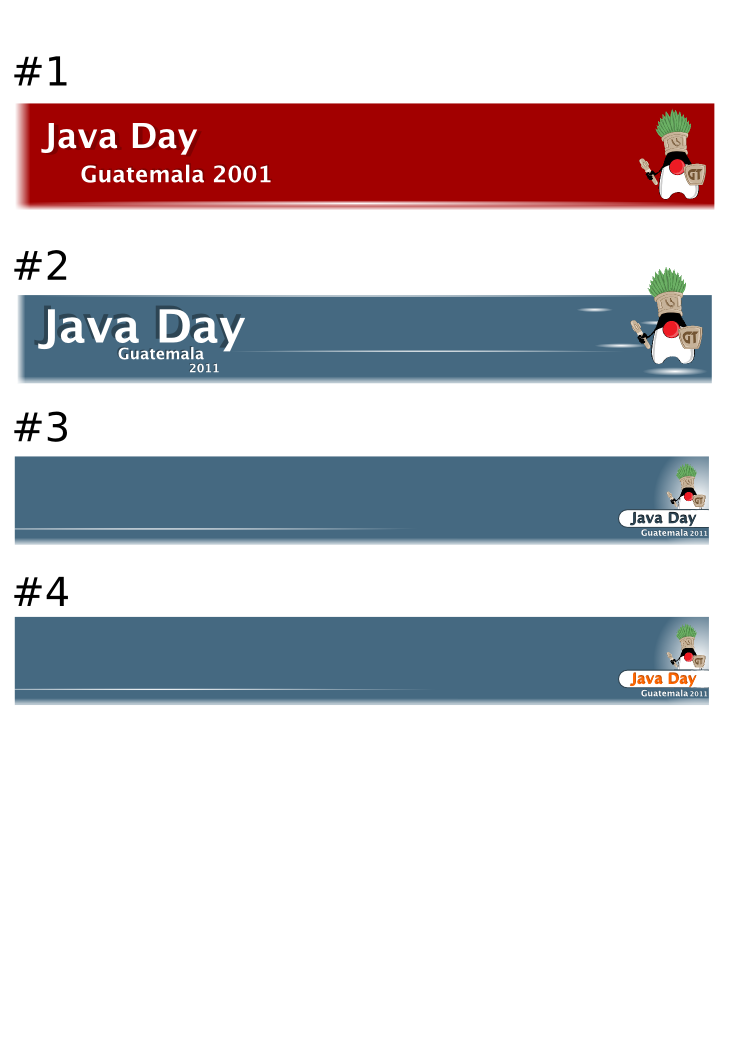 #1
Java Day
Guatemala 2001
GT
#2
Java Day
Guatemala
2011
GT
#3
GT
Java Day
Guatemala 2011
#4
GT
Java Day
Guatemala 2011